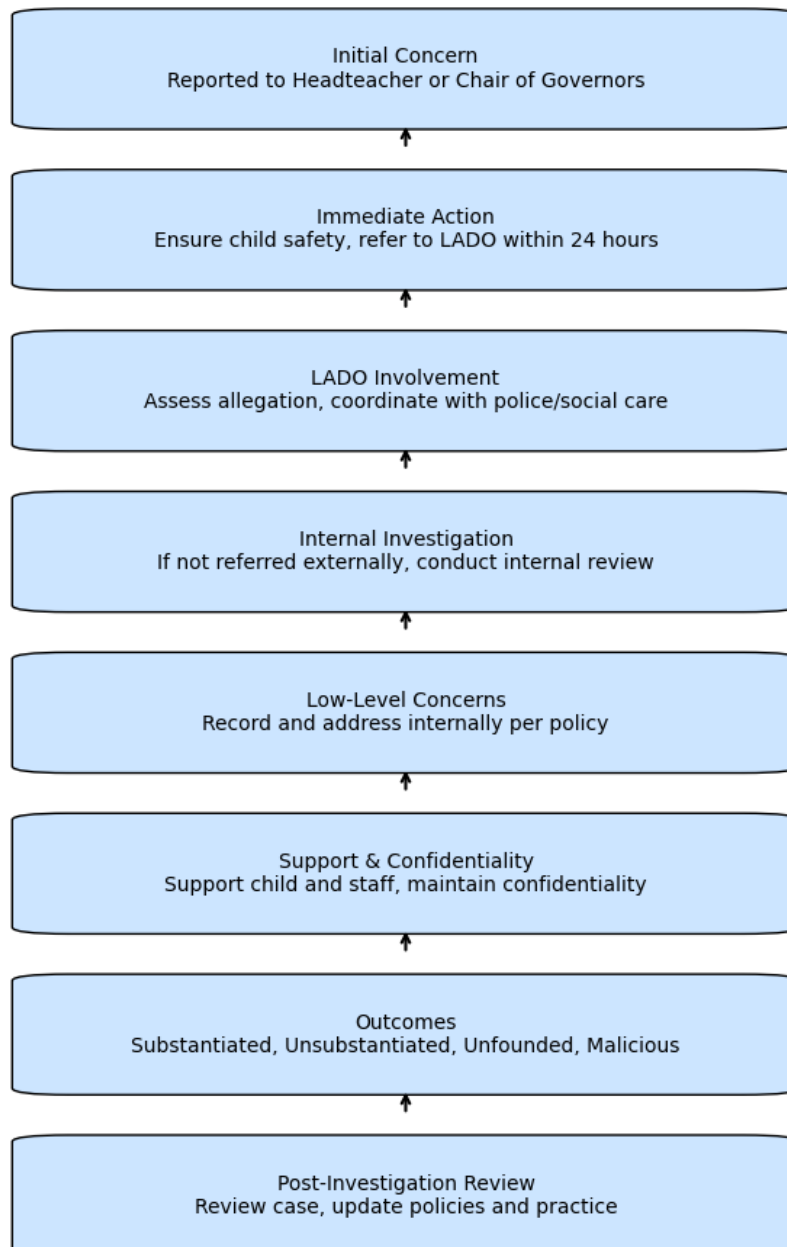 Initial Concern
Reported to Headteacher or Chair of Governors
Immediate Action
Ensure child safety, refer to LADO within 24 hours
LADO Involvement
Assess allegation, coordinate with police/social care
Internal Investigation
If not referred externally, conduct internal review
Low-Level Concerns
Record and address internally per policy
Support & Confidentiality
Support child and staff, maintain confidentiality
Outcomes
Substantiated, Unsubstantiated, Unfounded, Malicious
Post-Investigation Review
Review case, update policies and practice